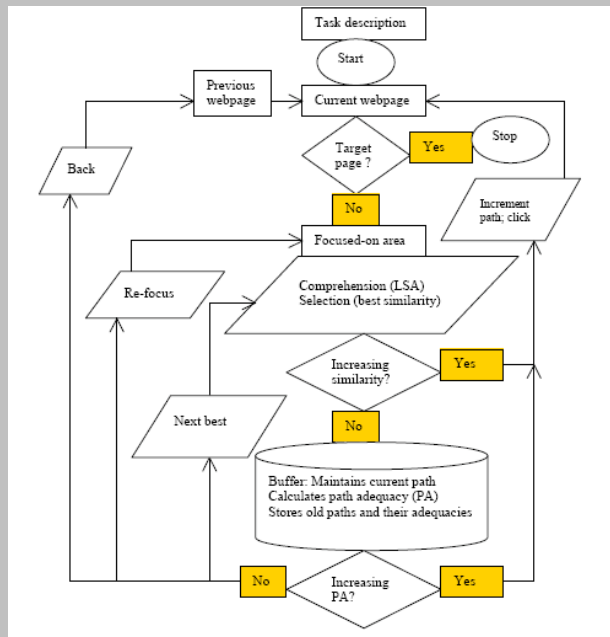 Task description
Start
Previous
webpage
Current webpage
Target
page ?
Yes
Stop
Back
No
Increment
path; click
Focused-on area
Re-focus
Comprehension (LSA)
Selection (best similarity)
Increasing
similarity?
Yes
Next best
No
Buffer: Maintains current path
Calculates path adequacy (PA)
Stores old paths and their adequacies
No
Increasing
PA?
Yes